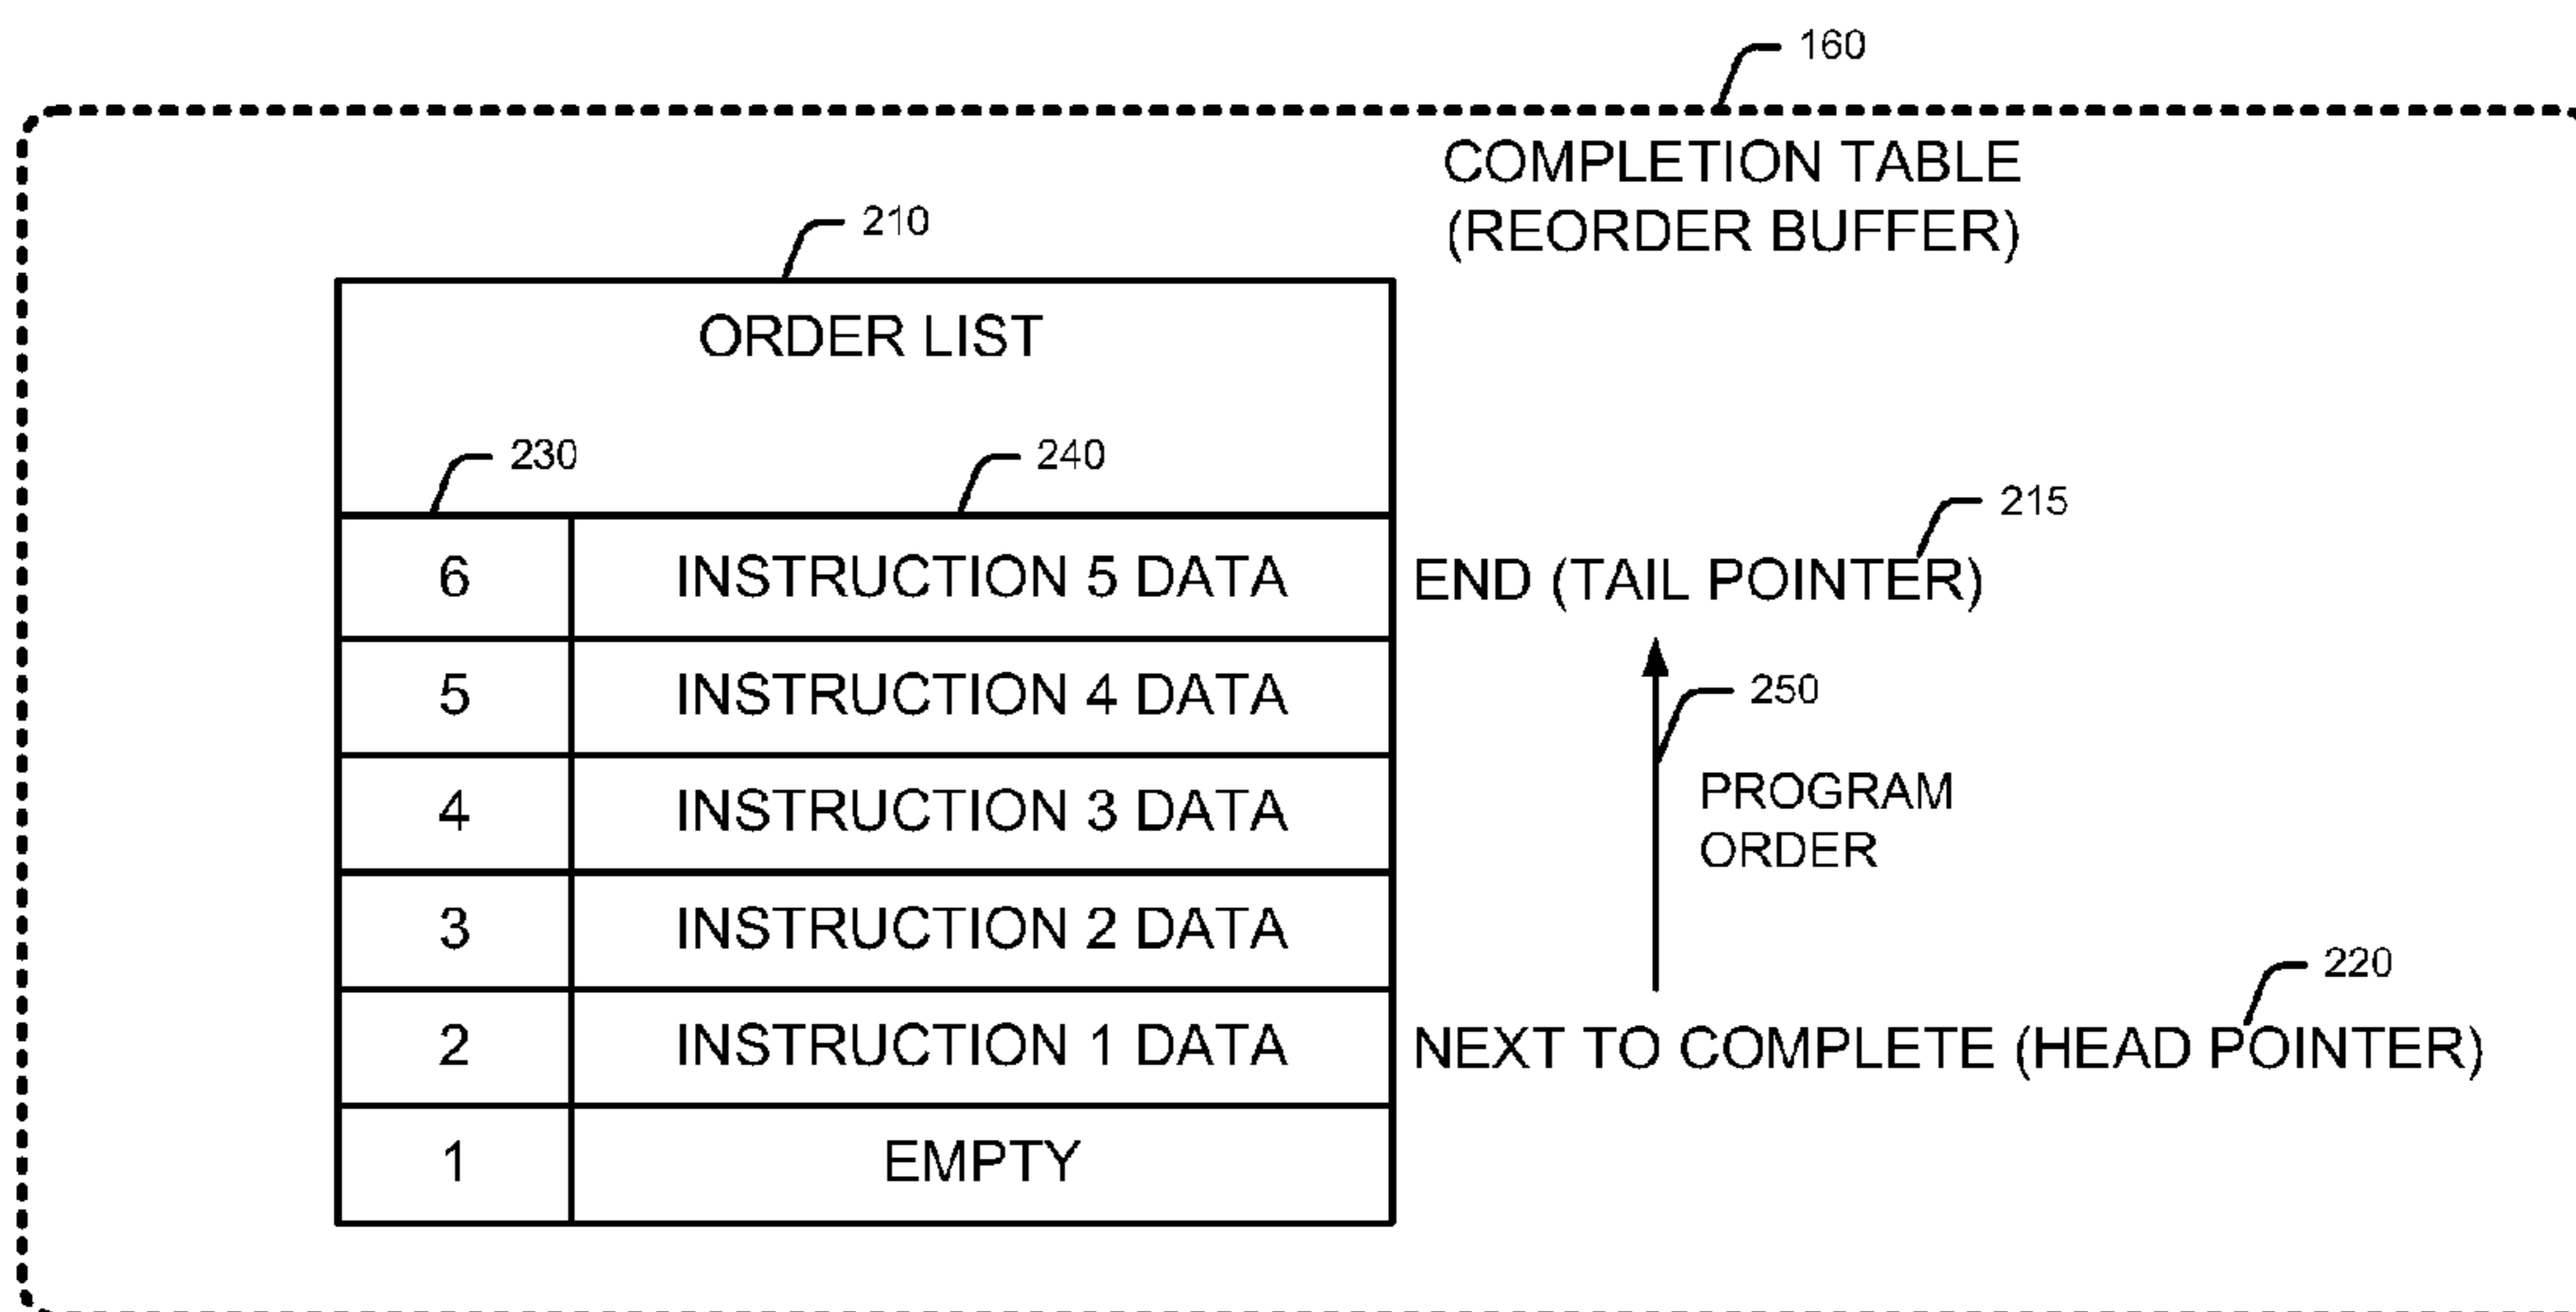 160
COMPLETION TABLE
(REORDER BUFFER)
210
ORDER LIST
230
240
215
6 INSTRUCTION 5 DATA END (TAIL POINTER)
5 INSTRUCTION 4 DATA
250
4 INSTRUCTION 3 DATA
PROGRAM
ORDER
3 INSTRUCTION 2 DATA
220
2 INSTRUCTION 1 DATA NEXT TO COMPLETE (HEAD POINTER)
1 EMPTY